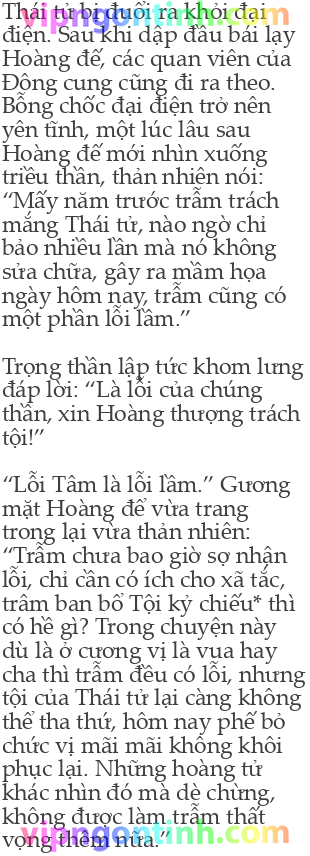 Thái tử bị đuổi ra khỏi đại
vipngontinh.com
điện. Sau khi dập đầu bái lạy
Hoàng đế, các quan viên của
Đông cung cũng đi ra theo.
Bỗng chốc đại điện trở nên
yên tĩnh, một lúc lâu sau
Hoàng đế mới nhìn xuống
triều thần, thản nhiên nói:
“Mấy năm trước trẫm trách
mắng Thái tử, nào ngờ chỉ
bảo nhiều lần mà nó không
sửa chữa, gây ra mầm họa
ngày hôm nay, trẫm cũng có
một phần lỗi lầm.”
Trọng thần lập tức khom lưng
đáp lời: “Là lỗi của chúng
thần, xin Hoàng thượng trách
tội!”
“Lỗi Tâm là lỗi lầm.” Gương
mặt Hoàng để vừa trang
trong lại vừa thản nhiên:
“Trẫm chưa bao giờ sợ nhận
lỗi, chỉ cần có ích cho xã tắc,
trâm ban bổ Tội kỷ chiếu* thì
có hề gì? Trong chuyện này
dù là ở cương vị là vua hay
cha thì trẫm đều có lỗi, nhưng
tội của Thái tử lại càng không
thể tha thứ, hôm nay phế bỏ
chức vị mãi mãi không khôi
phục lại. Những hoàng tử
khác nhìn đó mà dè chừng,
không được làm trẫm thất
vọng thêm nữa.”
vipngontinh.com